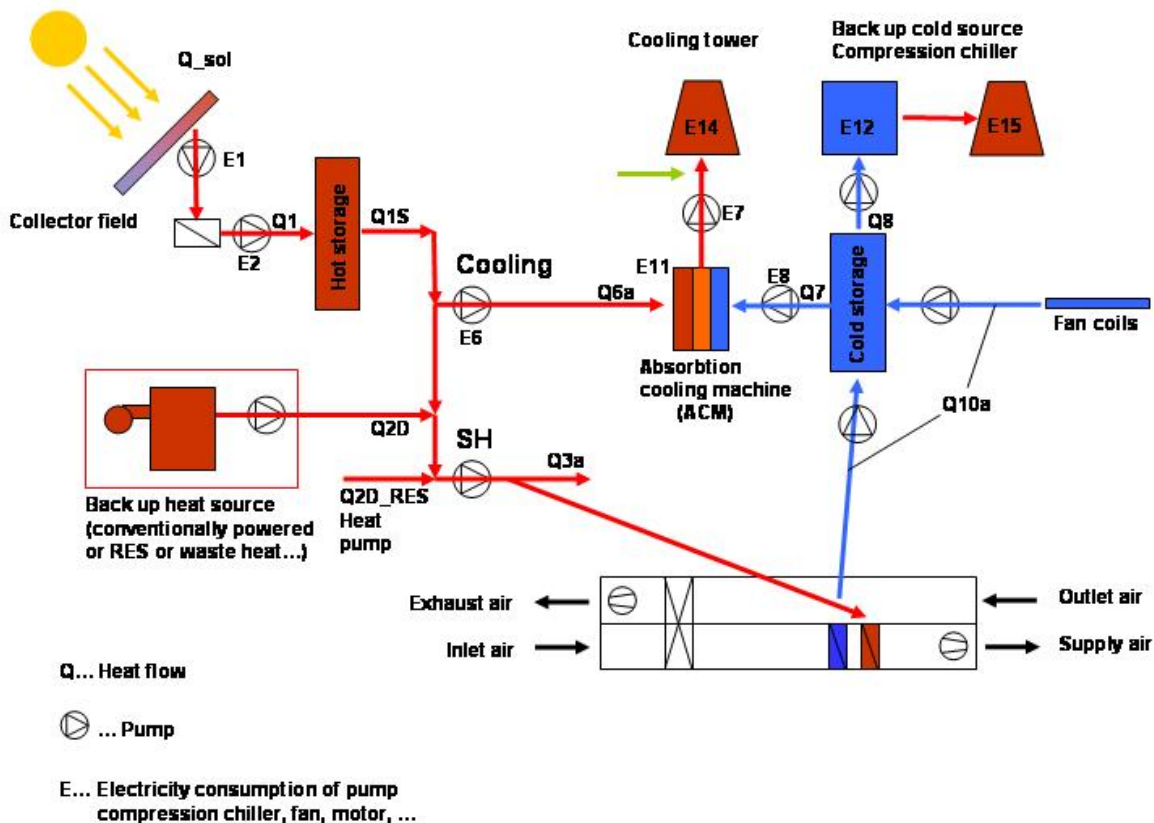 Q_sol
Cooling tower
Back up cold source
Compression chiller
E14
E12
E15
E1
Collector field
Q1
E2
Hot storage
Q1S
Cooling
E6
Q6a
E7
E11
Absorbtion
cooling machine
(ACM)
E8
Q7
Q8
Cold storage
Fan coils
Q10a
Q2D
SH
Q3a
Q2D_RES
Heat
pump
Back up heat source
(conventionally powered
or RES or waste heat...)
Exhaust air
Outlet air
Inlet air
Supply air
Q... Heat flow
... Pump
E... Electricity consumption of pump
compression chiller, fan, motor, ...